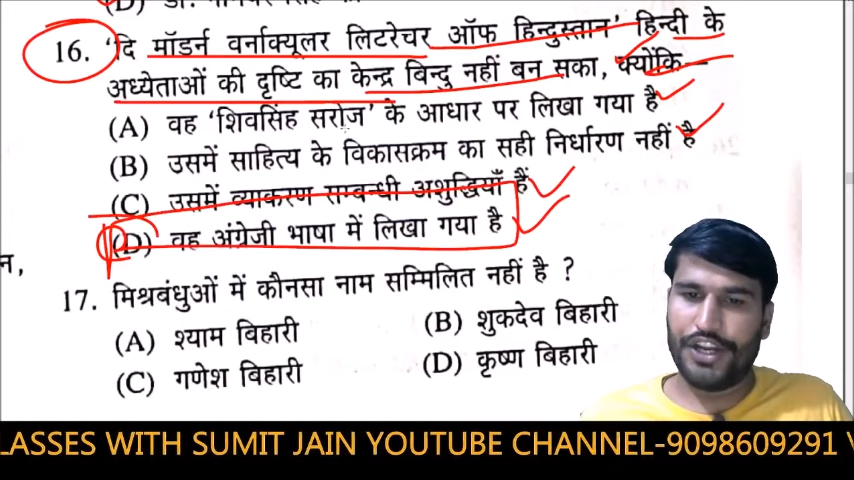 16. 'दि मॉडर्न वर्नाक्यूलर लिटरेचर ऑफ हिन्दुस्तान' हिन्दी के
अध्येताओं की दृष्टि का केन्द्र बिन्दु नहीं बन सका, क्योंकि—
(A) वह 'शिवसिंह सरोज' के आधार पर लिखा गया है
(B) उसमें साहित्य के विकासक्रम का सही निर्धारण नहीं है
(C) उसमें व्याकरण सम्बन्धी अशुद्धियाँ हैं
(D) वह अंग्रेजी भाषा में लिखा गया है
न,
17. मिश्रबंधुओं में कौनसा नाम सम्मिलित नहीं है ?
(A) श्याम बिहारी (B) शुकदेव बिहारी
(C) गणेश बिहारी (D) कृष्ण बिहारी
LASSES WITH SUMIT JAIN YOUTUBE CHANNEL-9098609291